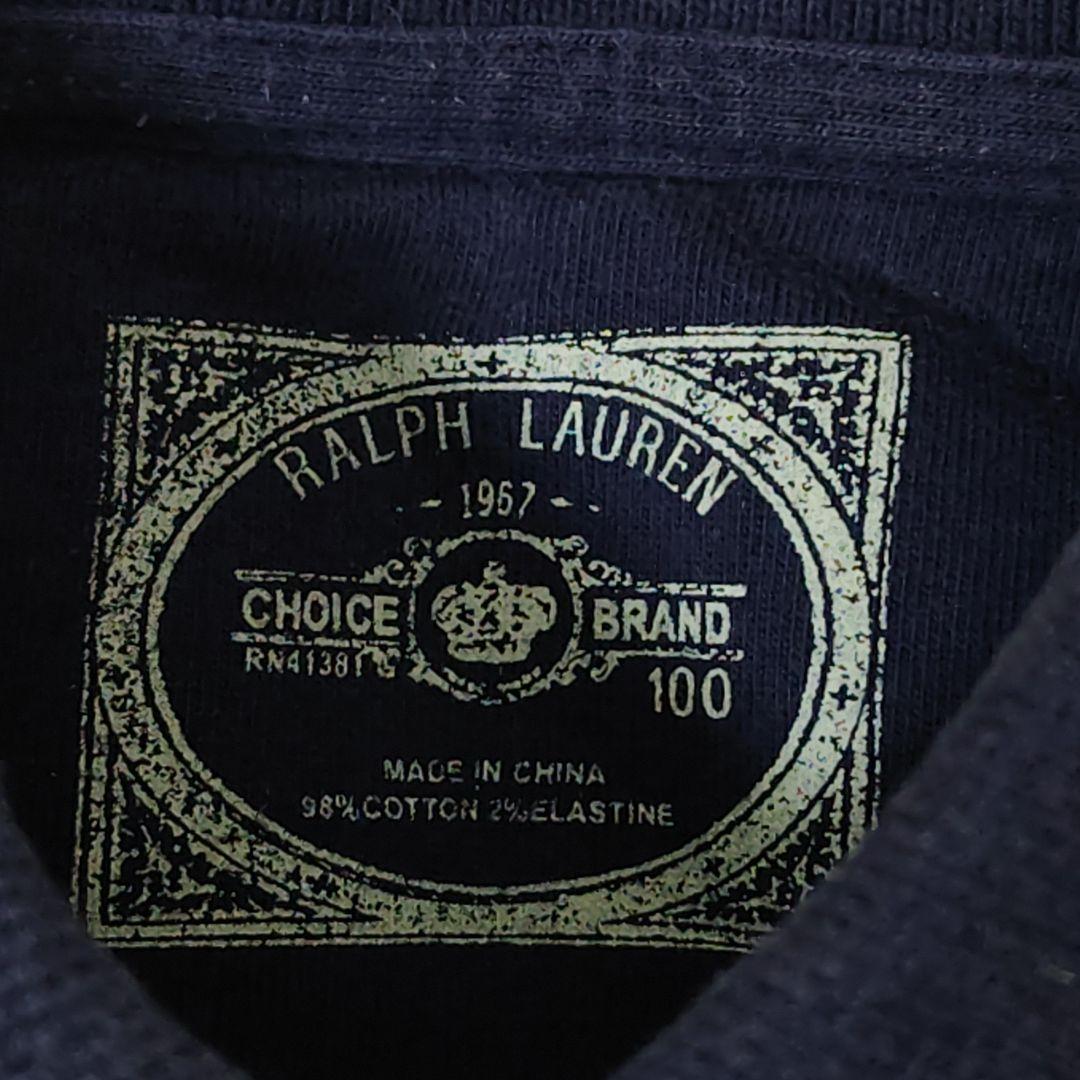 RALPH LAUREN
- 1967 -
CHOICE BRAND
RN41381
100
MADE IN CHINA
98% COTTON 2% ELASTINE